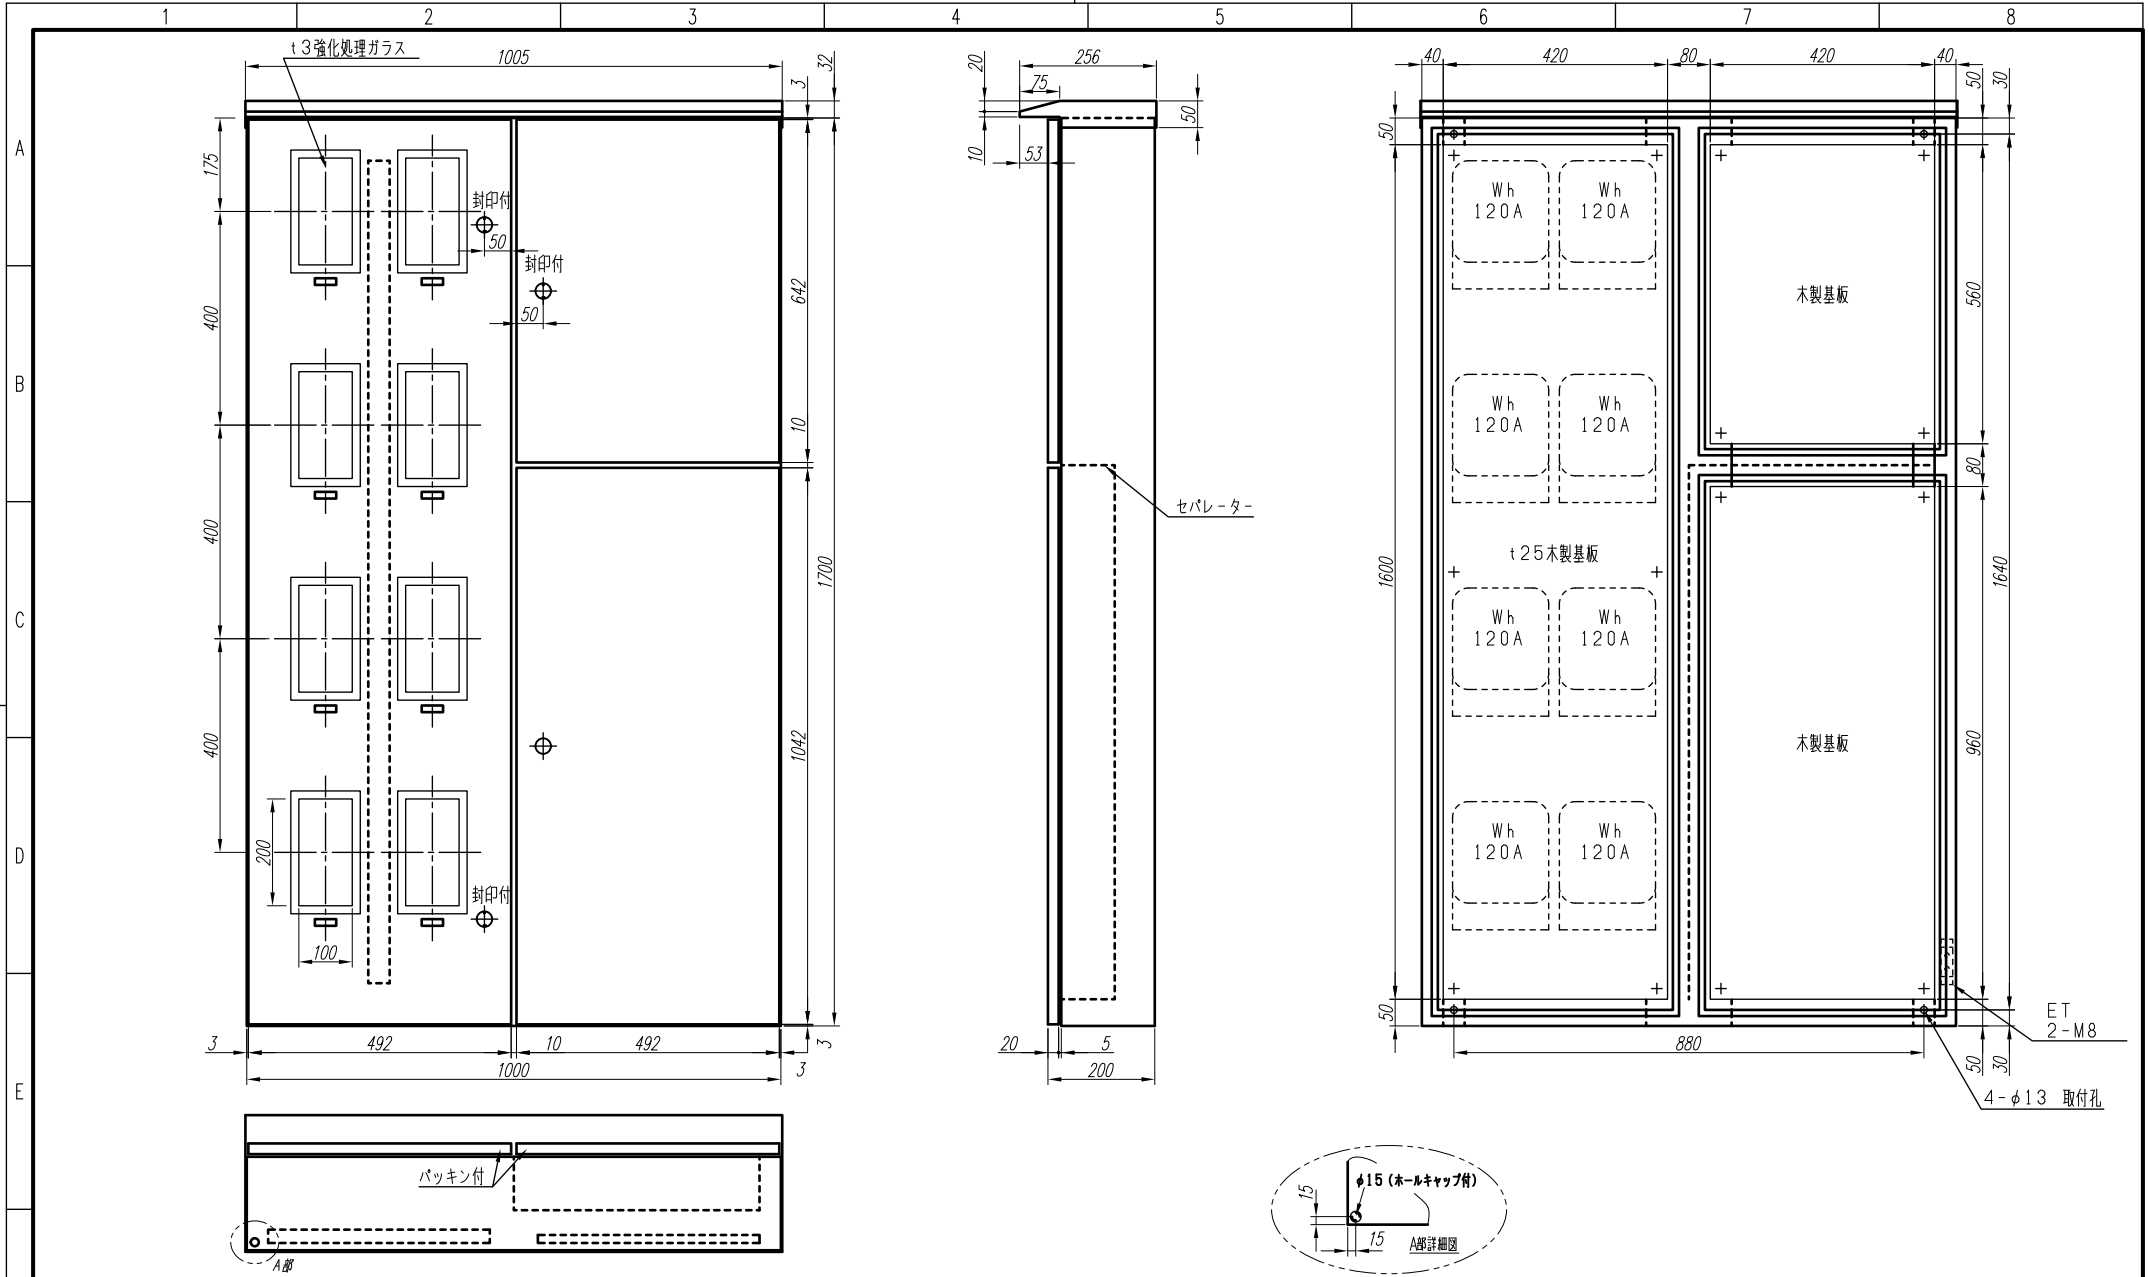 1 2 3 4 5 6 7 8
A
B
C
D
E
t3強化処理ガラス
1005
32
3
175
400
400
400
封印付
50
封印付
50
642
10
1700
1042
200
100
封印付
3
492
10
492
3
1000
3
20
256
75
50
10
53
セパレーター
20
5
200
40
420
80
420
40
50
30
50
Wh
120A
Wh
120A
木製基板
560
Wh
120A
Wh
120A
80
t25木製基板
1600
1640
Wh
120A
Wh
120A
木製基板
960
Wh
120A
Wh
120A
50
880
50
30
ET
2-M8
4-φ13 取付孔
パッキン付
A部
φ15(ホールキャップ付)
15
15
A部詳細図